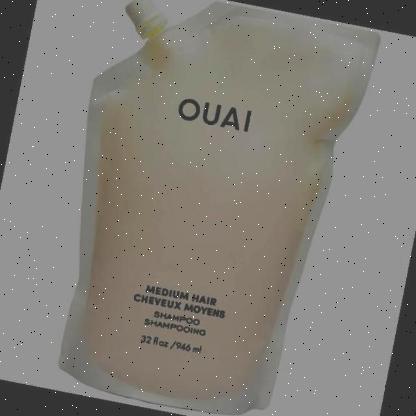 OUAI
MEDIUM HAIR
CHEVEUX MOYENS
SHAMPOO
SHAMPOOING
32 fl oz / 946 ml